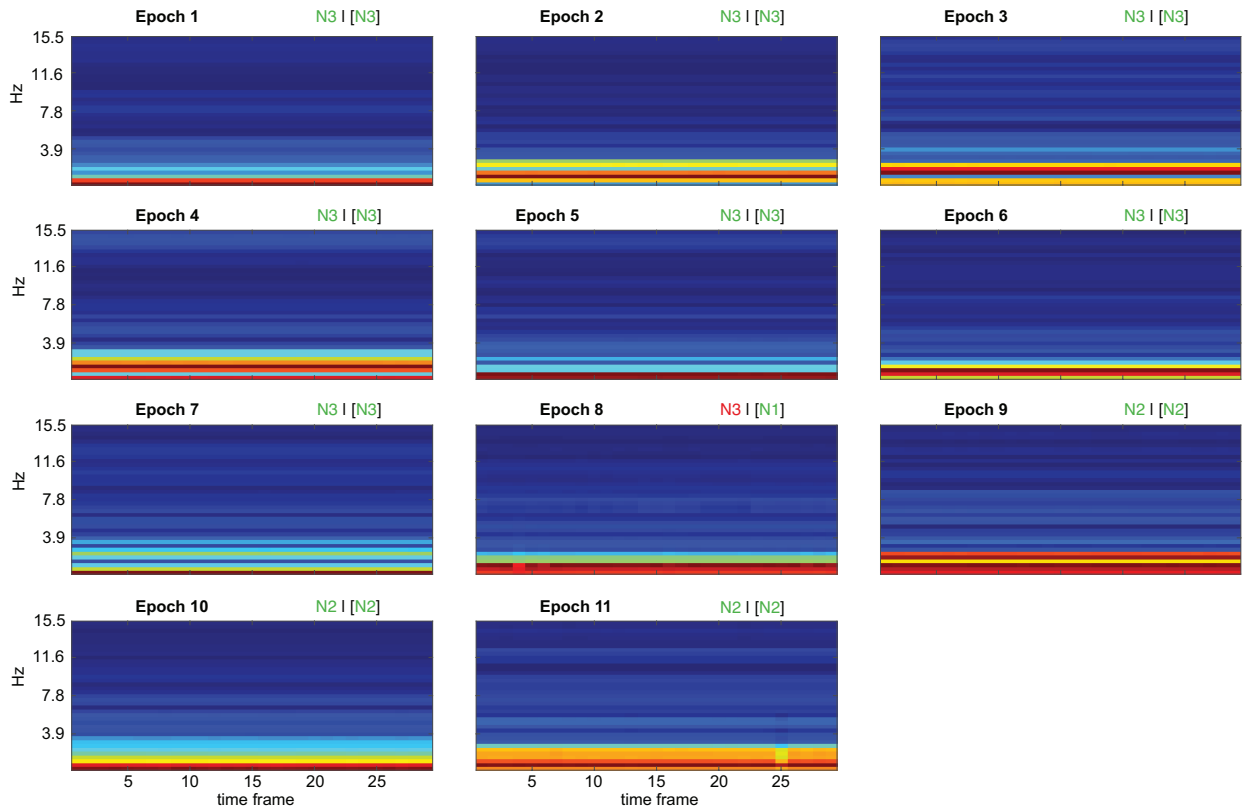 Epoch 1 N3 I [N3]
Epoch 2 N3 I [N3]
Epoch 3 N3 I [N3]
15.5
11.6
7.8
3.9
Hz
Epoch 4 N3 I [N3]
Epoch 5 N3 I [N3]
Epoch 6 N3 I [N3]
15.5
11.6
7.8
3.9
Hz
Epoch 7 N3 I [N3]
Epoch 8 N3 I [N1]
Epoch 9 N2 I [N2]
15.5
11.6
7.8
3.9
Hz
Epoch 10 N2 I [N2]
Epoch 11 N2 I [N2]
15.5
11.6
7.8
3.9
Hz
5 10 15 20 25
time frame
5 10 15 20 25
time frame